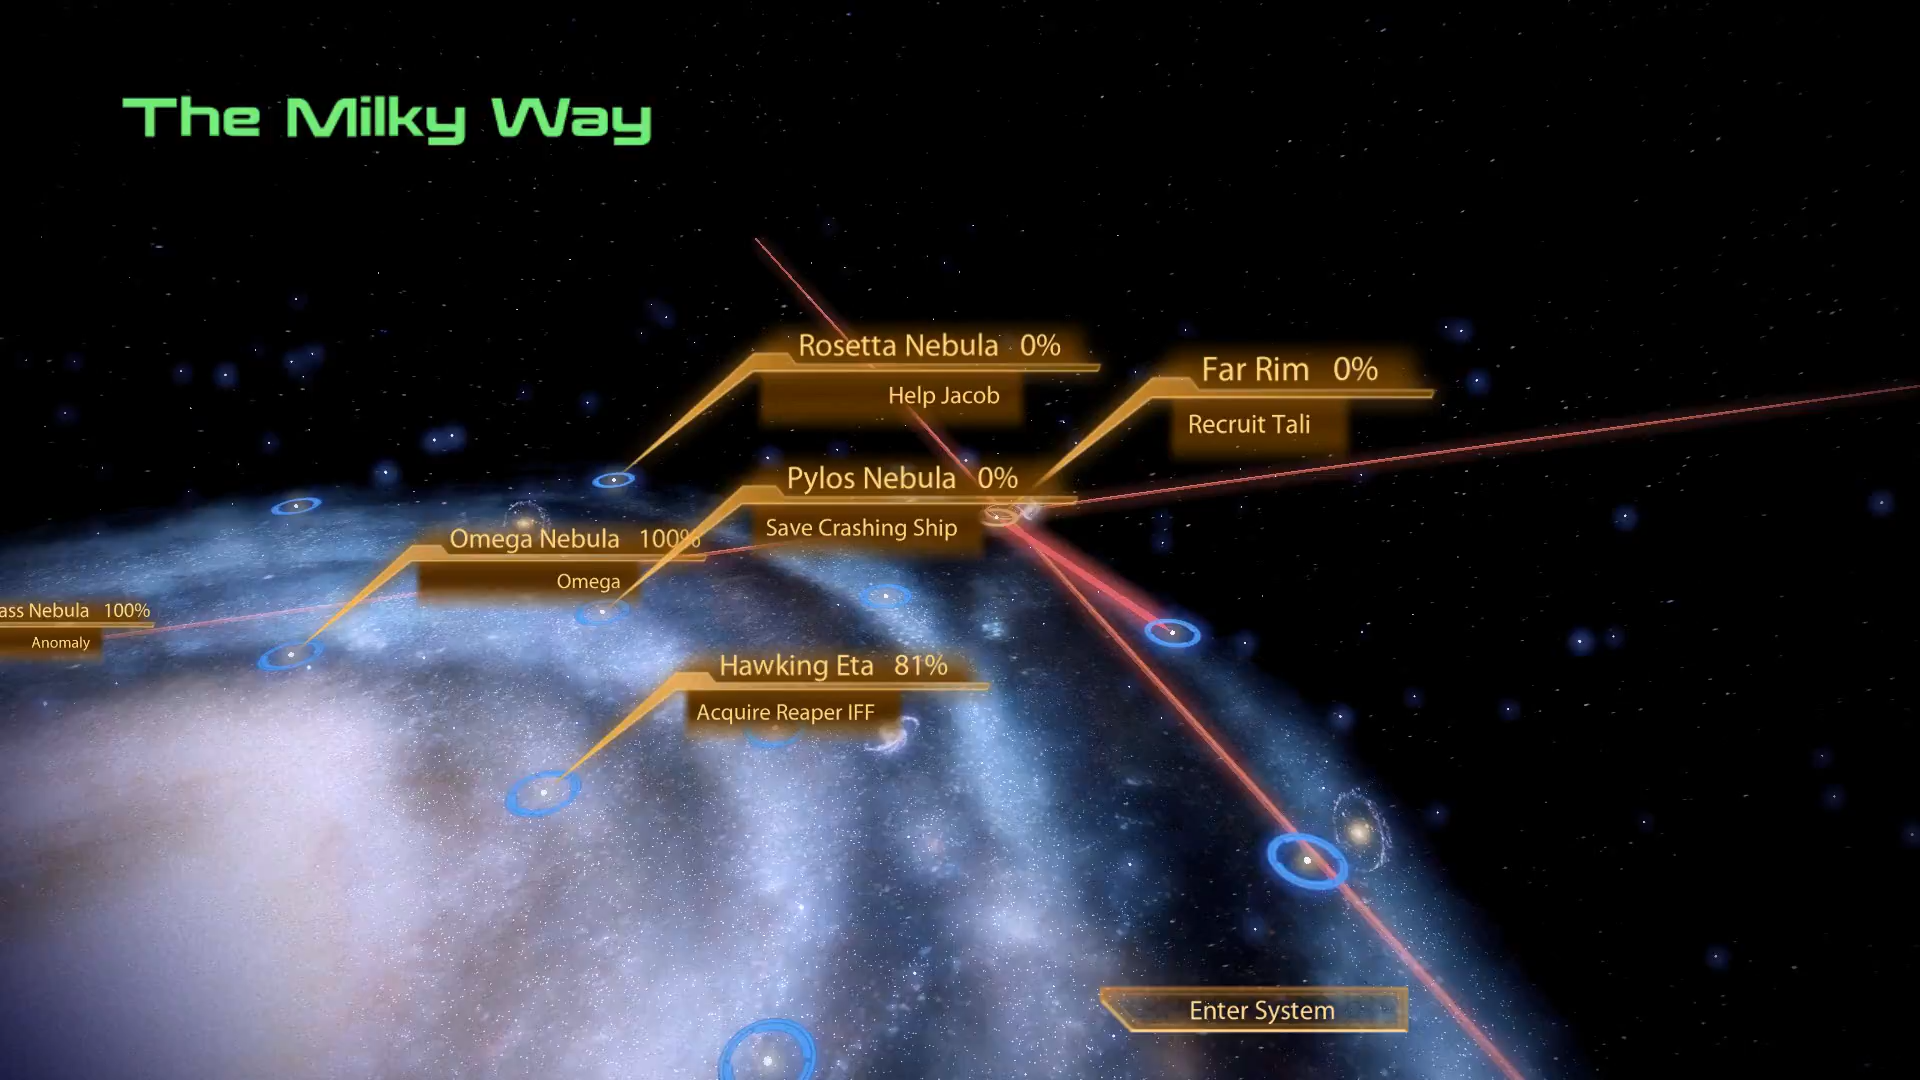 The Milky Way
Rosetta Nebula 0%
Help Jacob
Far Rim 0%
Recruit Tali
Pylos Nebula 0%
Save Crashing Ship
Omega Nebula 100%
Omega
ass Nebula 100%
Anomaly
Hawking Eta 81%
Acquire Reaper IFF
Enter System